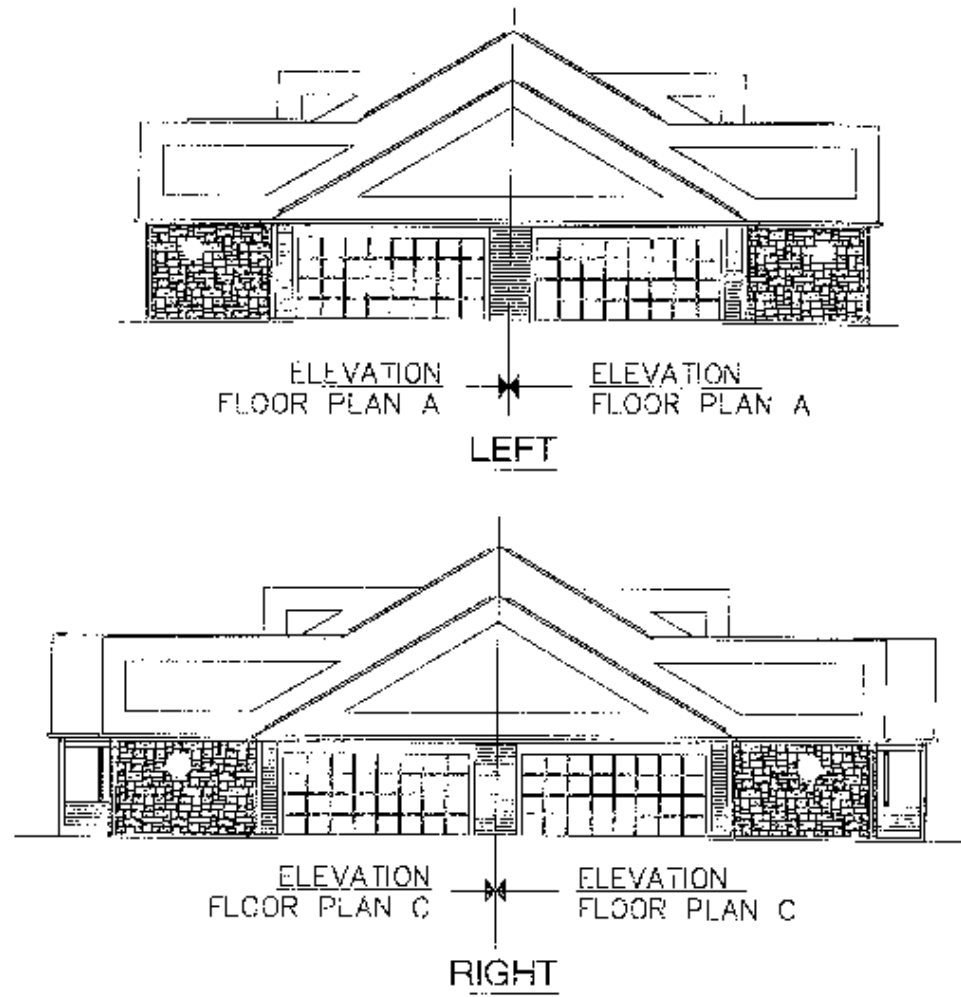 ELEVATION
FLOOR PLAN A
ELEVATION
FLOOR PLAN A
LEFT
ELEVATION
FLOOR PLAN C
ELEVATION
FLOOR PLAN C
RIGHT